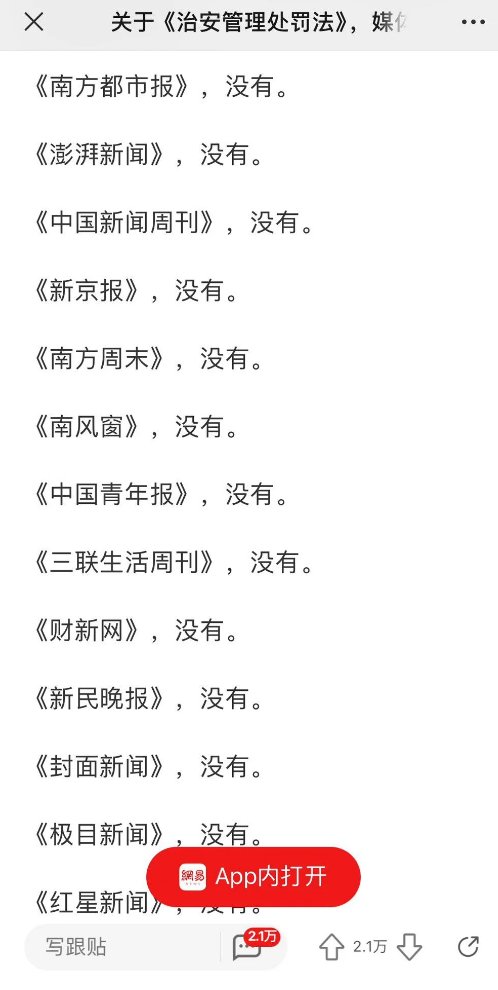 关于《治安管理处罚法》，媒
《南方都市报》，没有。
《澎湃新闻》，没有。
《中国新闻周刊》，没有。
《新京报》，没有。
《南方周末》，没有。
《南风窗》，没有。
《中国青年报》，没有。
《三联生活周刊》，没有。
《财新网》，没有。
《新民晚报》，没有。
《封面新闻》，没有。
《极目新闻》，没有。
網易 App内打开
《红星新闻》，没有。
写跟贴 2.1万 2.1万